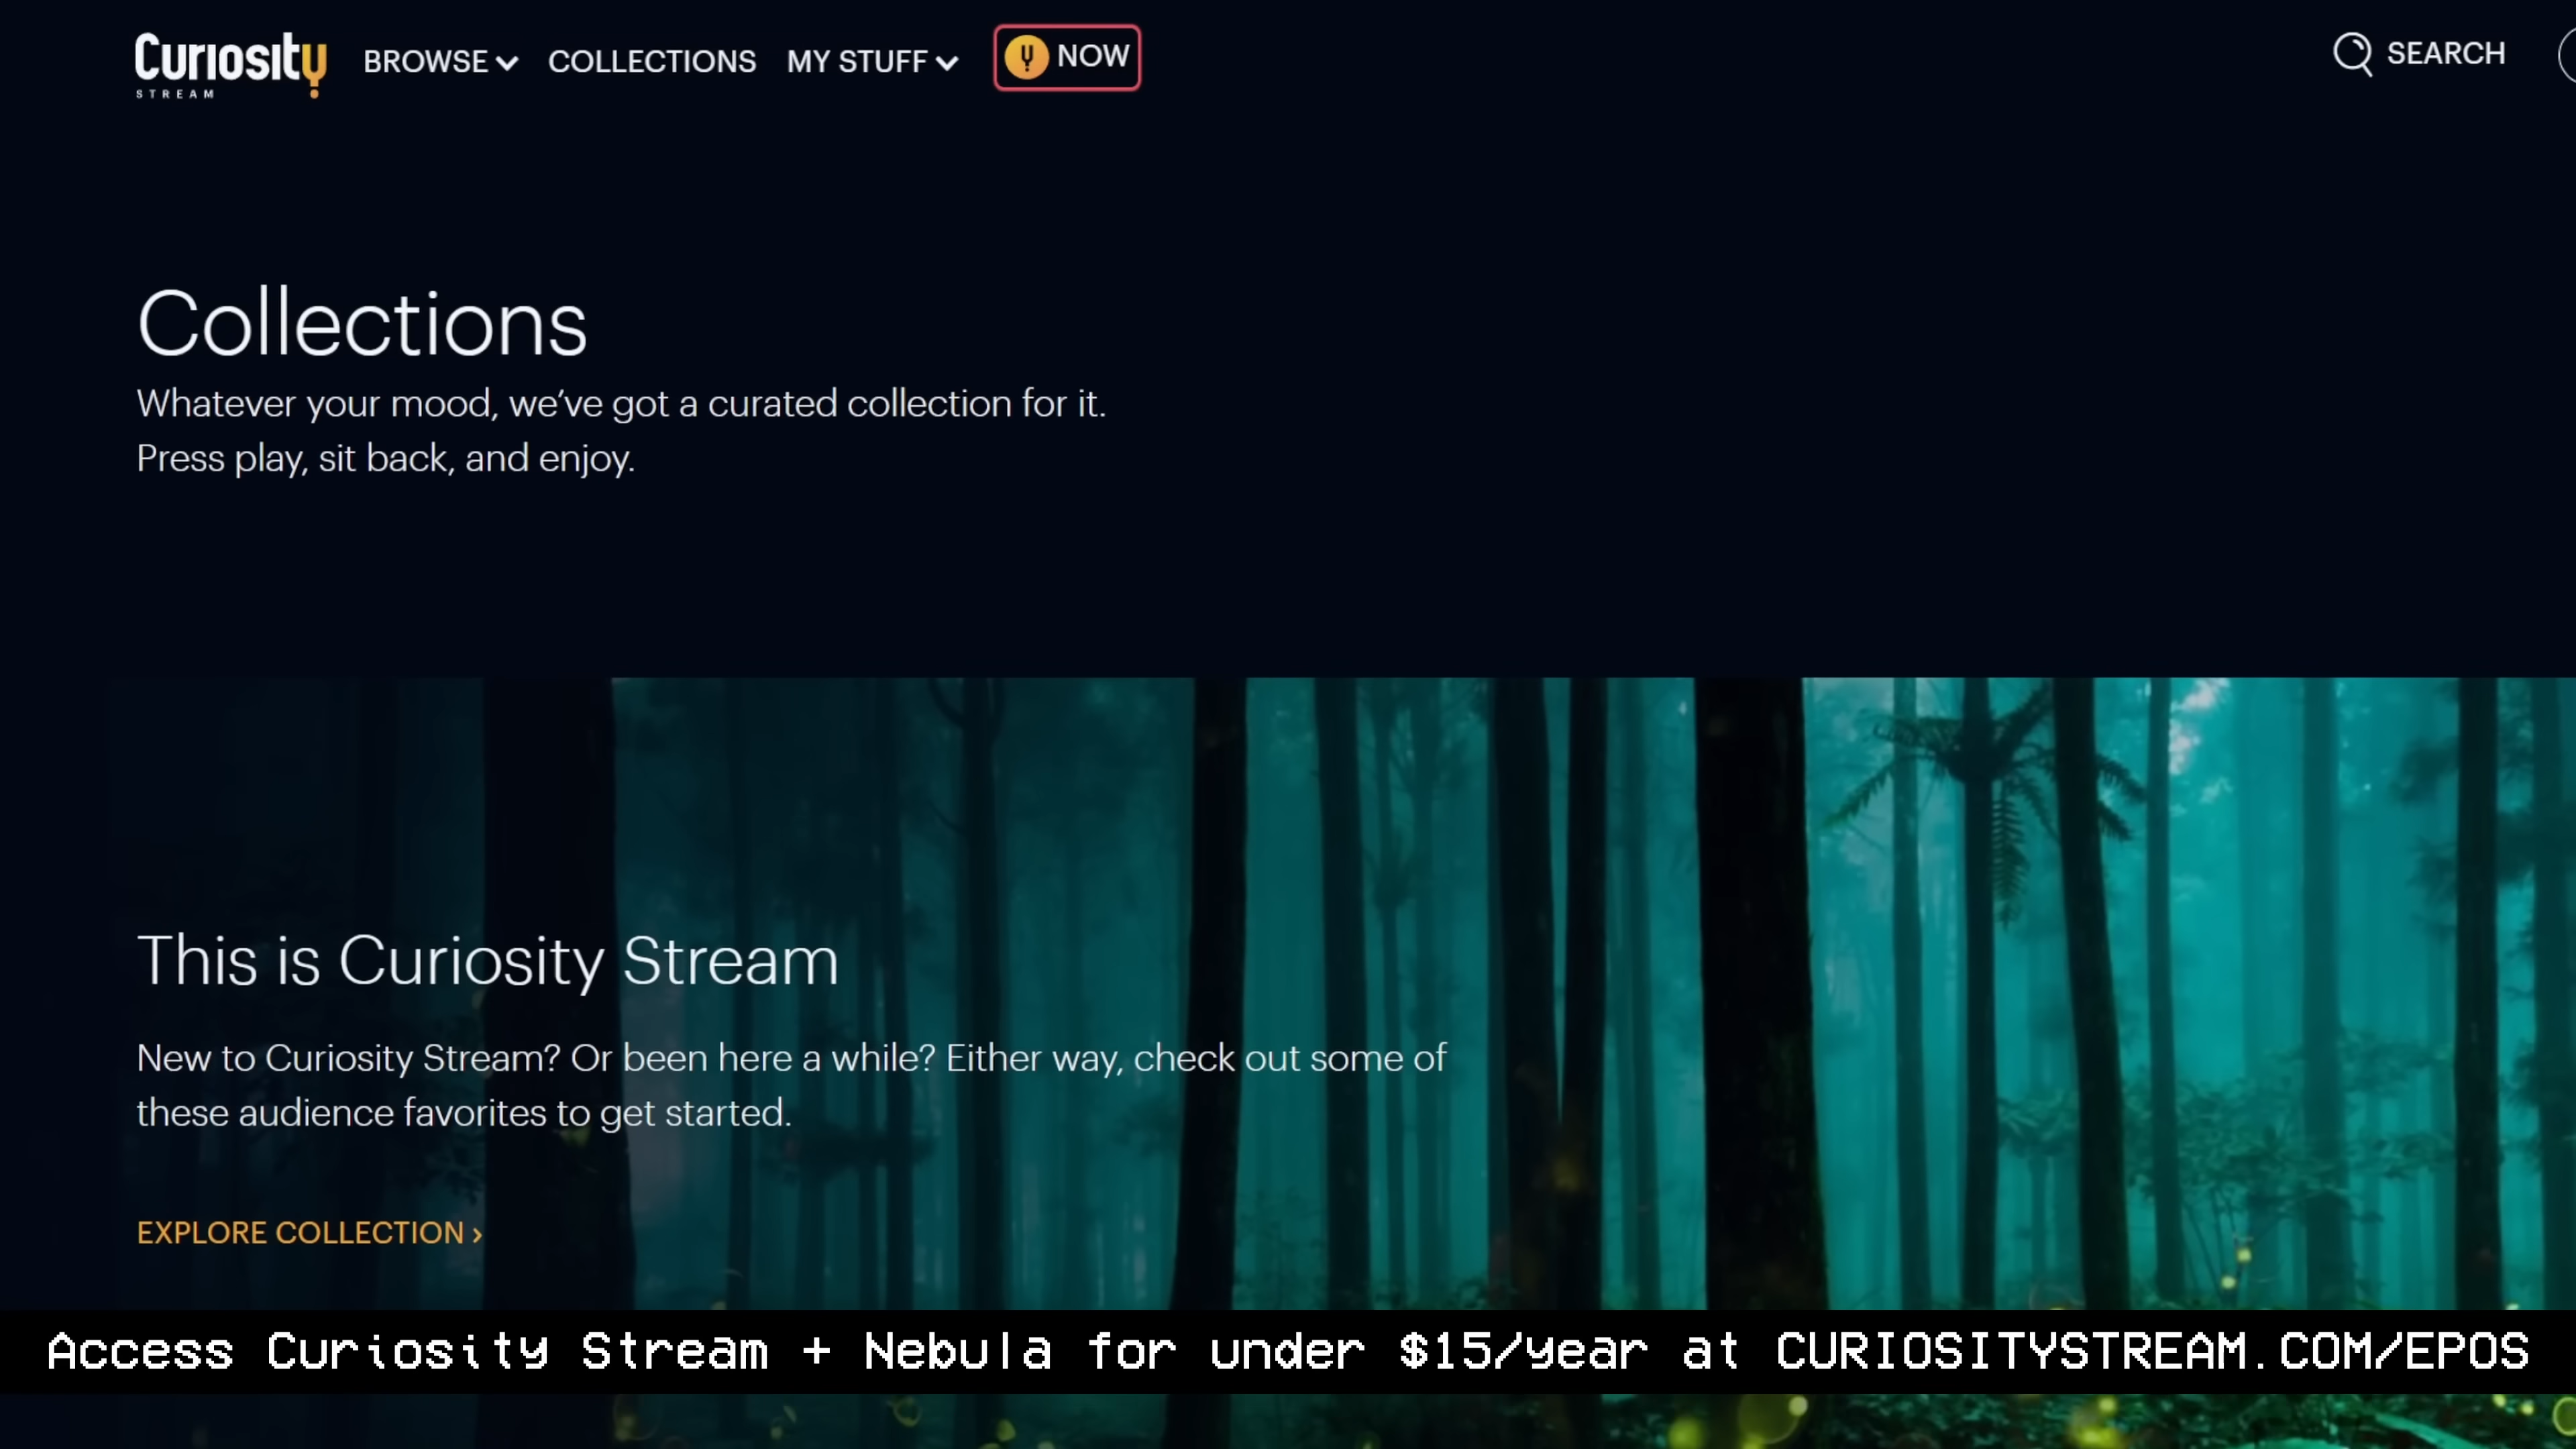 Curiosity
STREAM
BROWSE
COLLECTIONS
MY STUFF
NOW
SEARCH
Collections
Whatever your mood, we’ve got a curated collection for it.
Press play, sit back, and enjoy.
This is Curiosity Stream
New to Curiosity Stream? Or been here a while? Either way, check out some of
these audience favorites to get started.
EXPLORE COLLECTION ›
Access Curiosity Stream + Nebula for under $15/year at CURIOSITYSTREAM.COM/EPOS